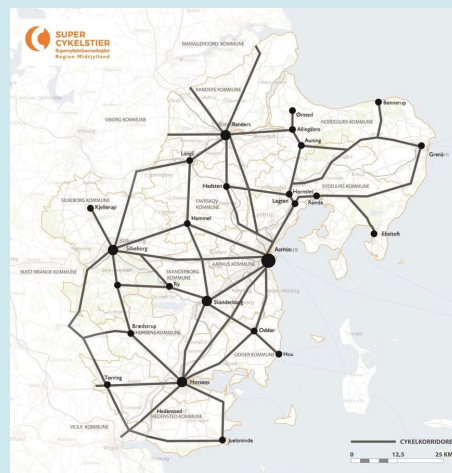 SUPER
CYKELSTIER
Supercykelstisamarbejdet
Region Midtjylland
MARIAGERFJORD KOMMUNE
RANDERS KOMMUNE
VIBORG KOMMUNE
Randers
Ørsted
Allingåbro
Bønnerup
NORDDJURS KOMMUNE
Auning
Grenå
Langå
Hadsten
FAVRSKOV
KOMMUNE
Hornslet
Løgten
Rønde
SYDDJURS KOMMUNE
SILKEBORG KOMMUNE
Kjellerup
Hammel
Ebeltoft
Silkeborg
Aarhus
AARHUS KOMMUNE
IKAST-BRANDE KOMMUNE
SKANDERBORG
KOMMUNE
Ry
Skanderborg
Brædstrup
HORSENS KOMMUNE
Odder
ODDER KOMMUNE
Hou
Tørring
Horsens
Hedensted
HEDENSTED KOMMUNE
VEJLE KOMMUNE
Juelsminde
CYKELKORRIDORER
0 12,5 25 KM